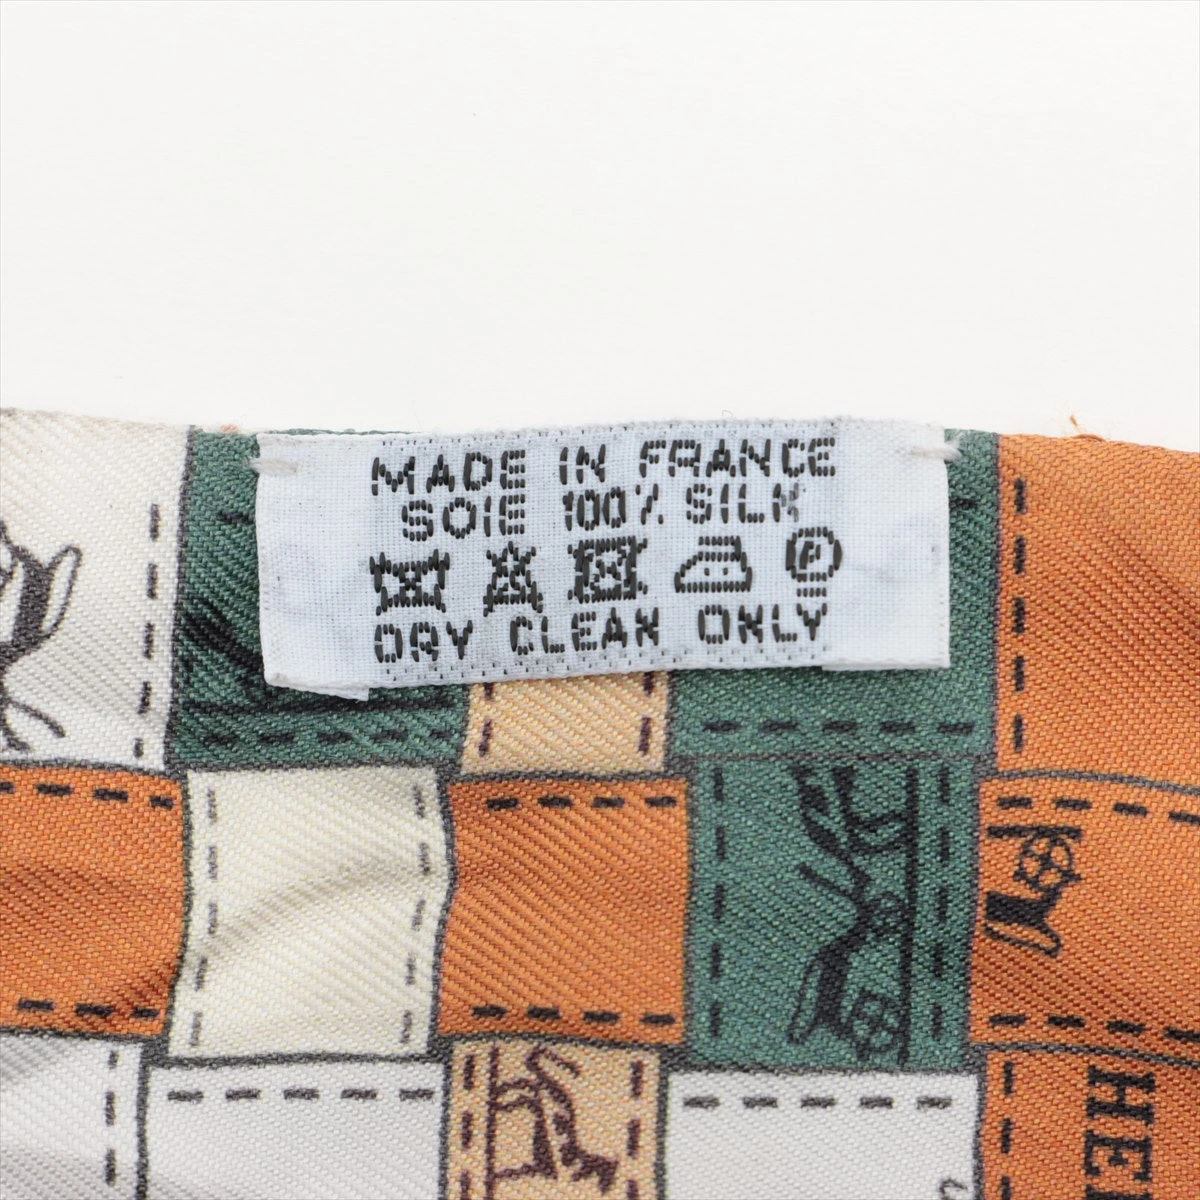 MADE IN FRANCE
SOIE 100% SILK
P
DRY CLEAN ONLY
HE